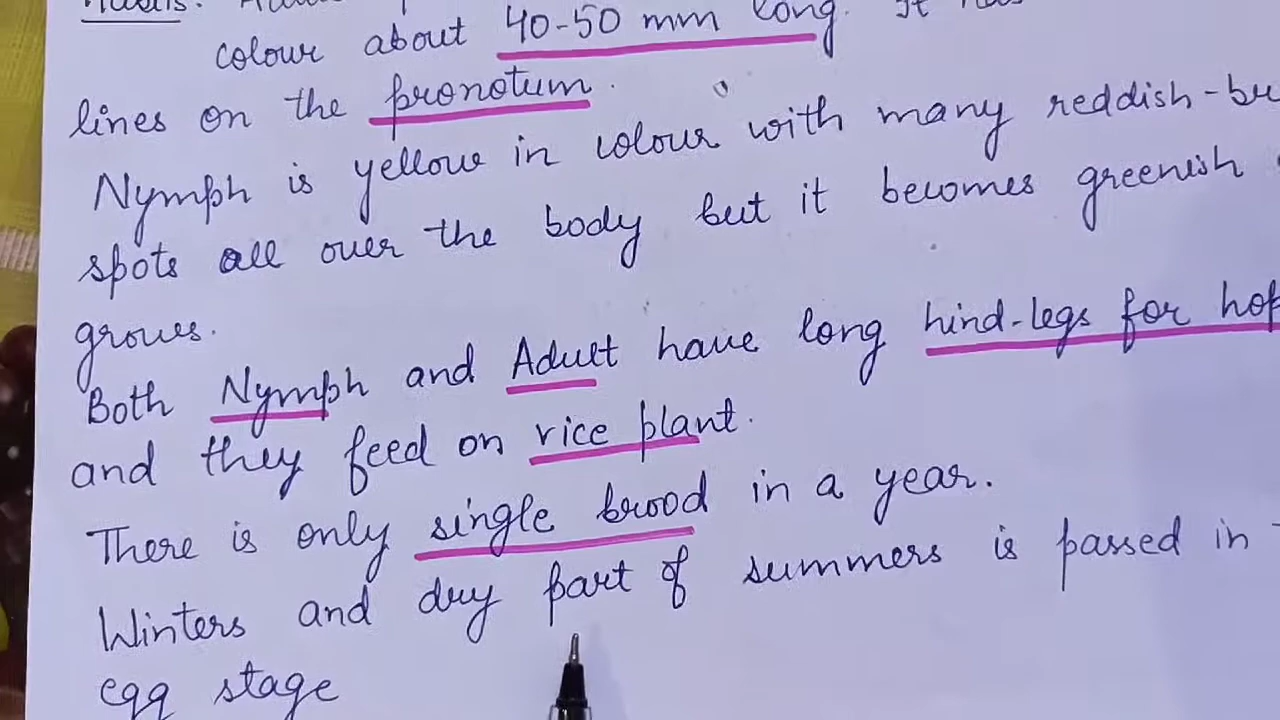 colour about 40-50 mm long. It
lines on the pronotum.
Nymph is yellow in colour with many reddish-
spots all over the body but it becomes greenish
grows.
Both Nymph and Adult have long hind-legs for
and they feed on rice plant.
There is only single brood in a year.
Winters and dry part of summers is passed in
egg stage